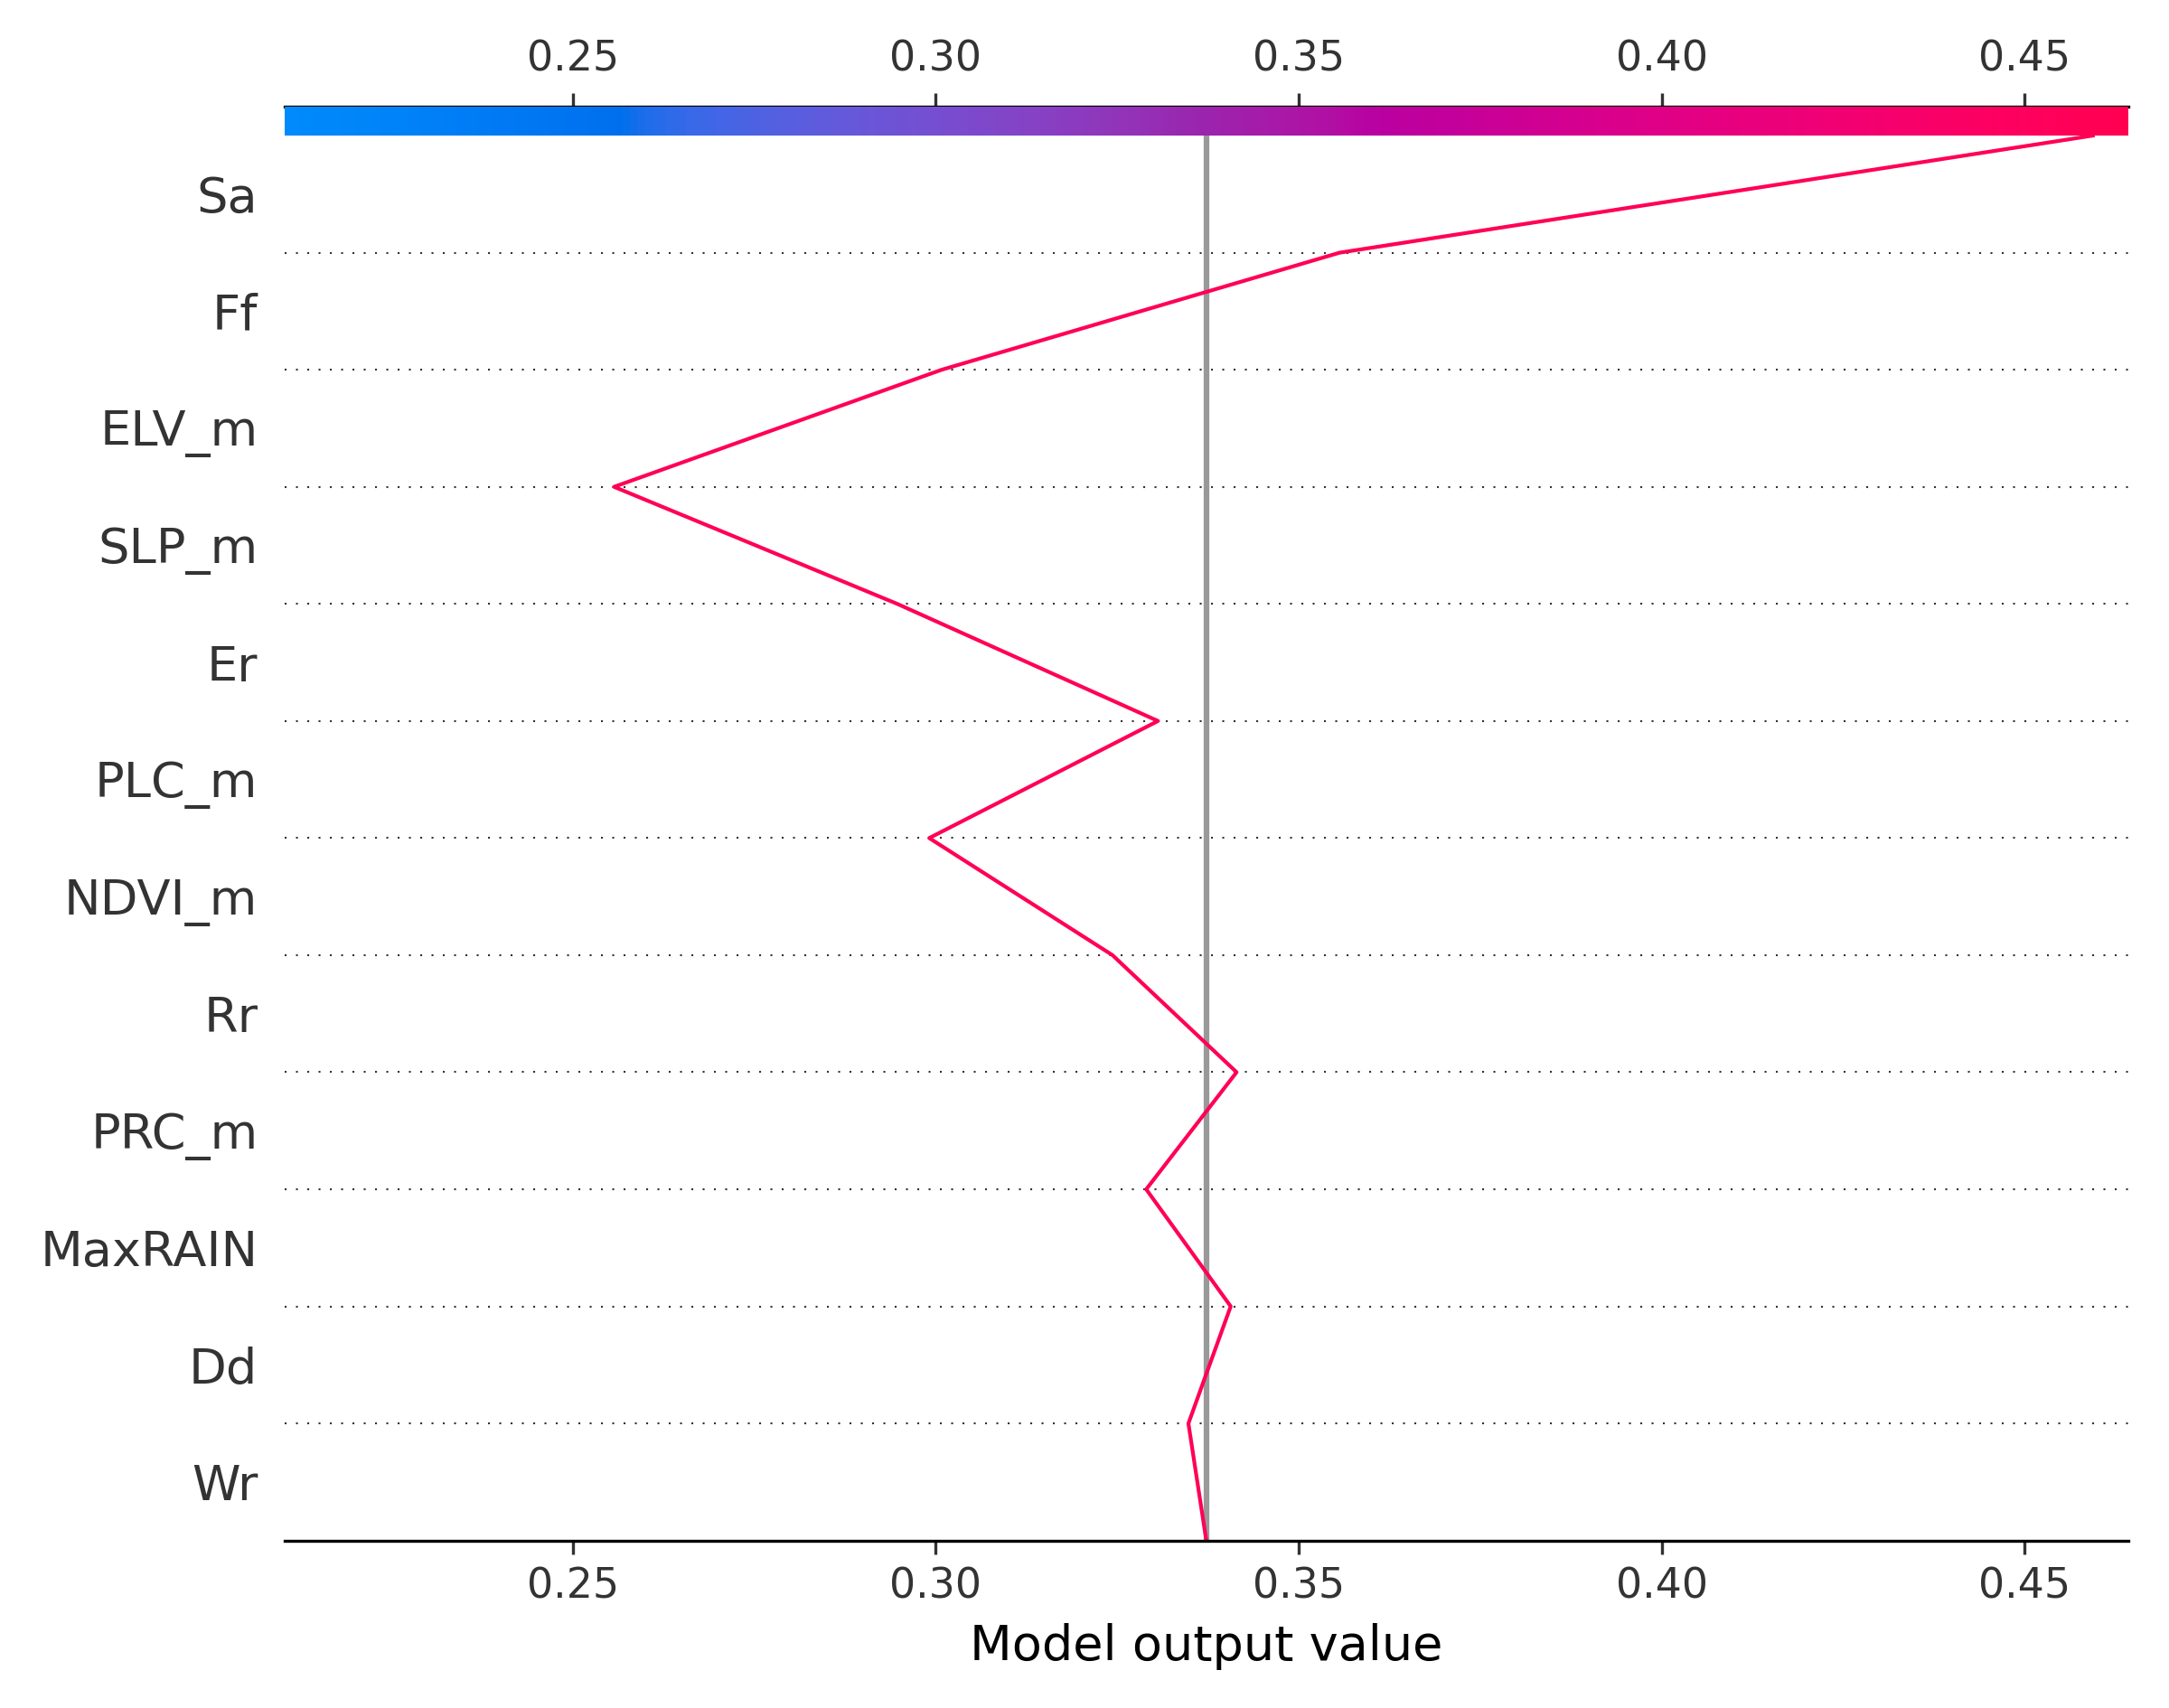 0.25 0.30 0.35 0.40 0.45
Sa
Ff
ELV_m
SLP_m
Er
PLC_m
NDVI_m
Rr
PRC_m
MaxRAIN
Dd
Wr
0.25 0.30 0.35 0.40 0.45
Model output value